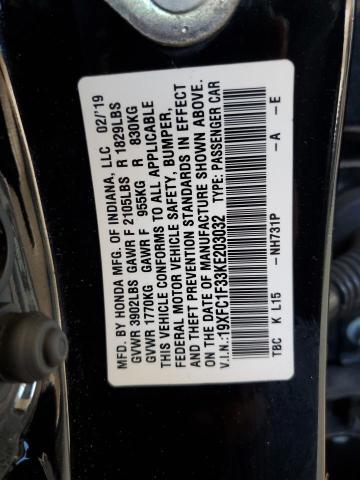 MFD. BY HONDA MFG. OF INDIANA, LLC 02/'19
GVWR 3902LBS GAWR F 2105LBS R 1829LBS
GVWR 1770KG GAWR F 955KG R 830KG
THIS VEHICLE CONFORMS TO ALL APPLICABLE
FEDERAL MOTOR VEHICLE SAFETY, BUMPER,
AND THEFT PREVENTION STANDARDS IN EFFECT
ON THE DATE OF MANUFACTURE SHOWN ABOVE.
V.I.N.:19XFC1F33KE203032 TYPE: PASSENGER CAR
TBC K L15 -NH731P -A -E